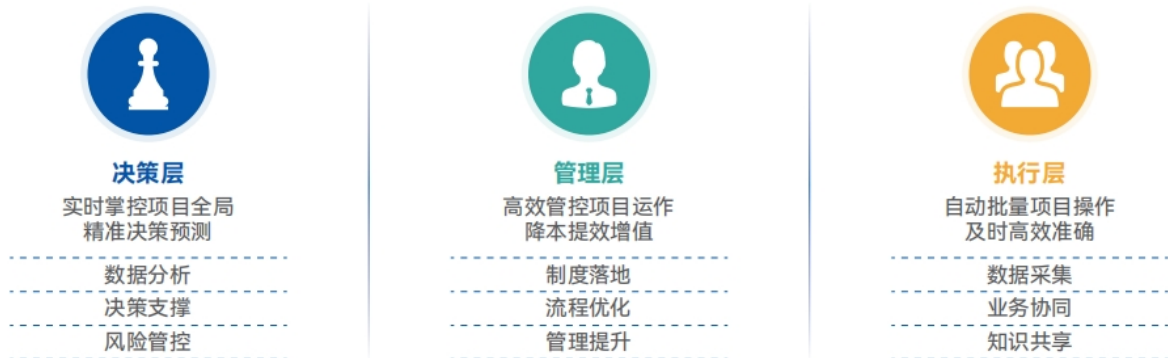 决策层
实时掌控项目全局
精准决策预测
数据分析
决策支撑
风险管控
管理层
高效管控项目运作
降本提效增值
制度落地
流程优化
管理提升
执行层
自动批量项目操作
及时高效准确
数据采集
业务协同
知识共享